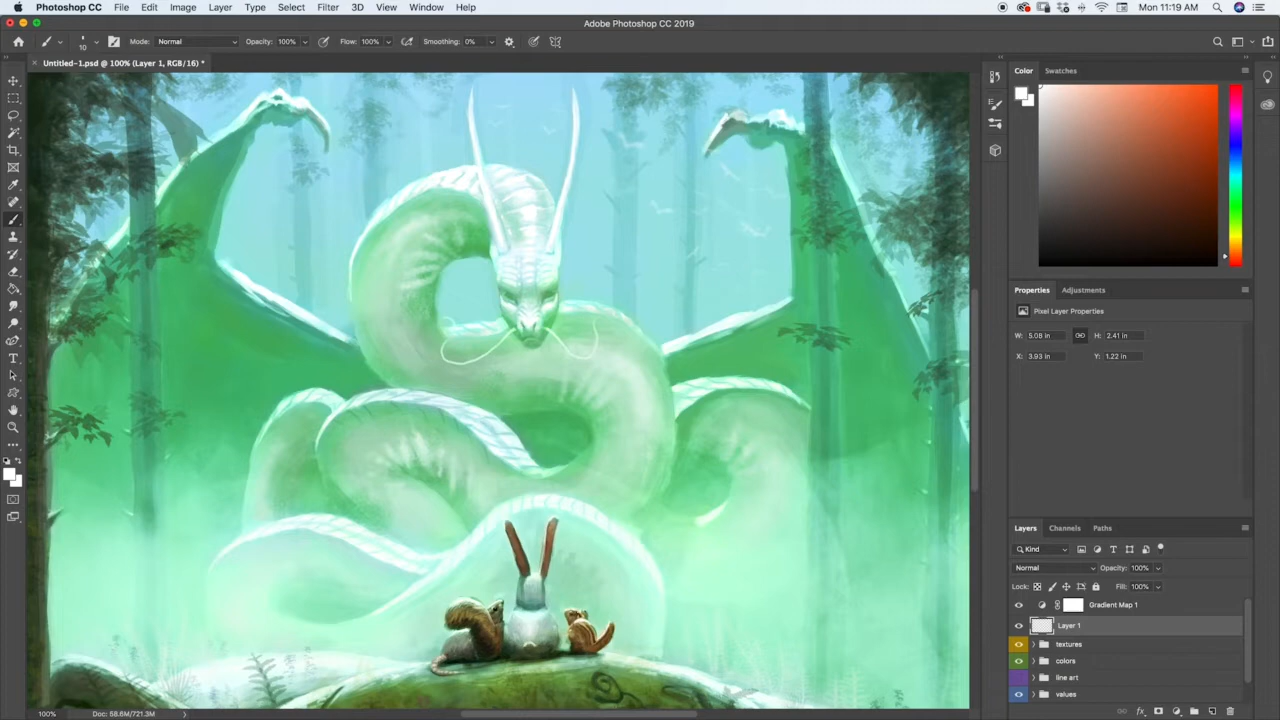 Photoshop CC File Edit Image Layer Type Select Filter 3D View Window Help Mon 11:19 AM
Adobe Photoshop CC 2019
10 Mode: Normal Opacity: 100% Flow: 100% Smoothing: 0%
Untitled-1.psd @ 100% (Layer 1, RGB/16) *
Color Swatches
Properties Adjustments
Pixel Layer Properties
W: 5.08 in H: 2.41 in
X: 3.93 in Y: 1.22 in
Layers Channels Paths
Kind
Normal Opacity: 100%
Lock: Fill: 100%
Gradient Map 1
Layer 1
textures
colors
line art
values
100% Doc: 58.6M/721.3M